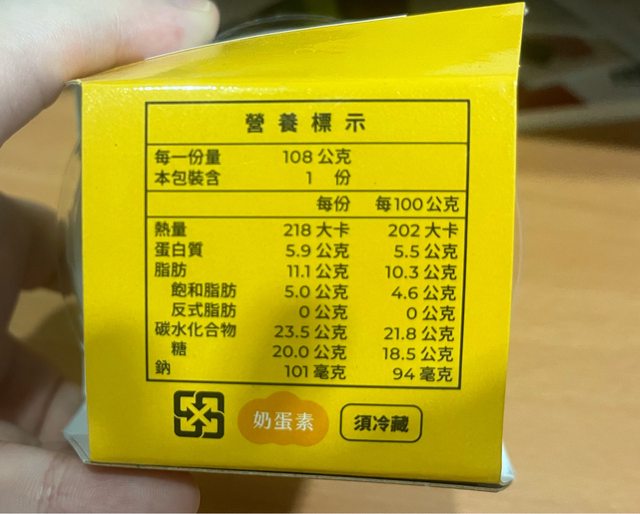 營養標示
每一份量 108 公克
本包裝含 1 份
每份 每100公克
熱量 218 大卡 202 大卡
蛋白質 5.9 公克 5.5 公克
脂肪 11.1 公克 10.3 公克
飽和脂肪 5.0 公克 4.6 公克
反式脂肪 0 公克 0 公克
碳水化合物 23.5 公克 21.8 公克
糖 20.0 公克 18.5 公克
鈉 101 毫克 94 毫克
奶蛋素 須冷藏